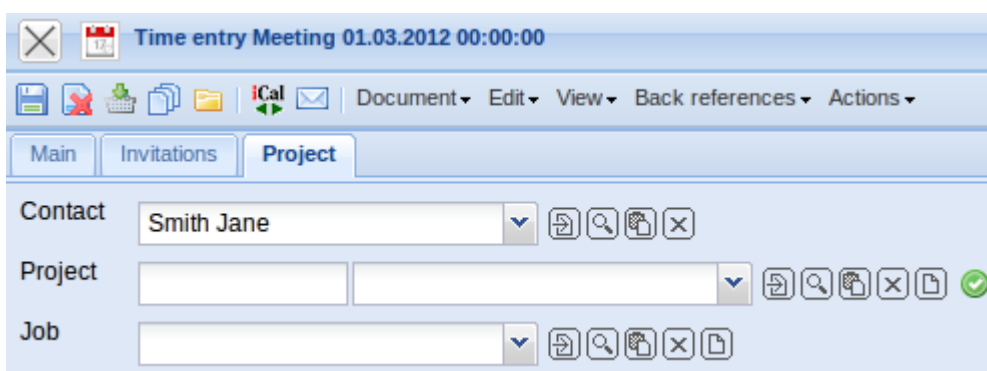 Time entry Meeting 01.03.2012 00:00:00
iCal Document Edit View Back references Actions
Main Invitations Project
Contact Smith Jane
Project
Job